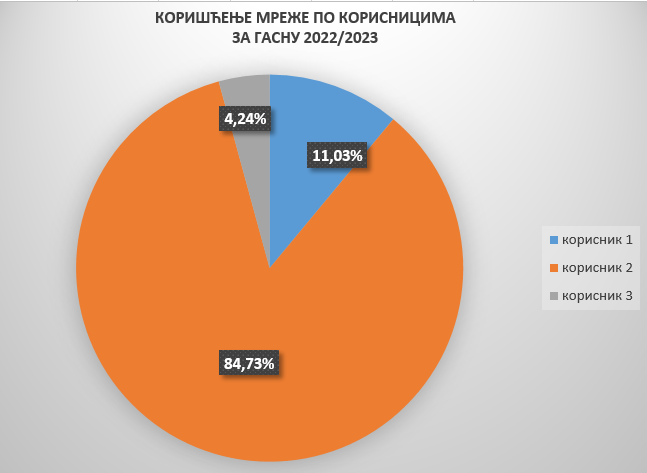 КОРИШЋЕЊЕ МРЕЖЕ ПО КОРИСНИЦИМА
ЗА ГАСНУ 2022/2023
4,24%
11,03%
корисник 1
корисник 2
корисник 3
84,73%